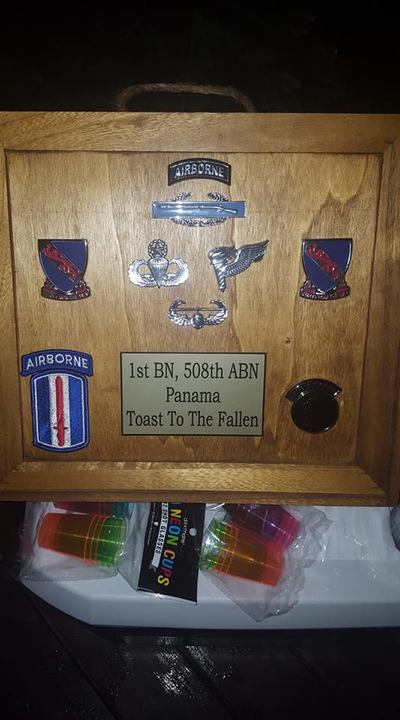 AIRBORNE
AIRBORNE
1st BN, 508th ABN
Panama
Toast To The Fallen
NEON CUPS